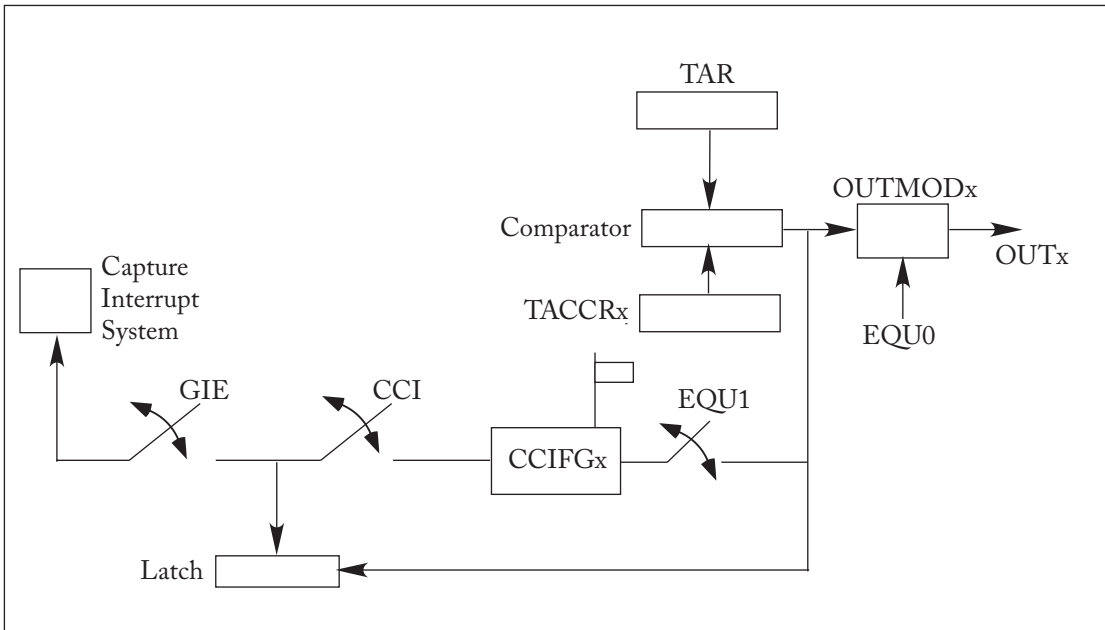 TAR
OUTMODx
Comparator
OUTx
Capture
Interrupt
System
TACCRx
EQU0
GIE
CCI
EQU1
CCIFGx
Latch